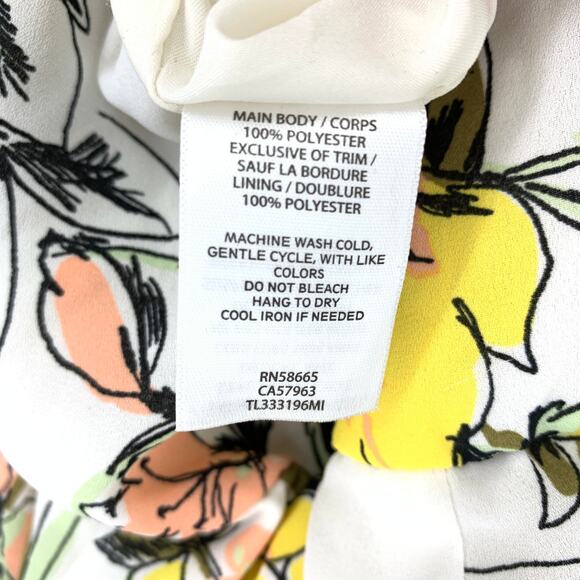 MAIN BODY / CORPS
100% POLYESTER
EXCLUSIVE OF TRIM /
SAUF LA BORDURE
LINING / DOUBLURE
100% POLYESTER
MACHINE WASH COLD,
GENTLE CYCLE, WITH LIKE
COLORS
DO NOT BLEACH
HANG TO DRY
COOL IRON IF NEEDED
RN58665
CA57963
TL333196MI